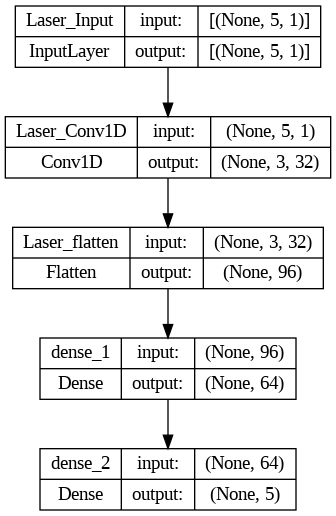 Laser_Input input: [(None, 5, 1)]
InputLayer output: [(None, 5, 1)]
Laser_Conv1D input: (None, 5, 1)
Conv1D output: (None, 3, 32)
Laser_flatten input: (None, 3, 32)
Flatten output: (None, 96)
dense_1 input: (None, 96)
Dense output: (None, 64)
dense_2 input: (None, 64)
Dense output: (None, 5)